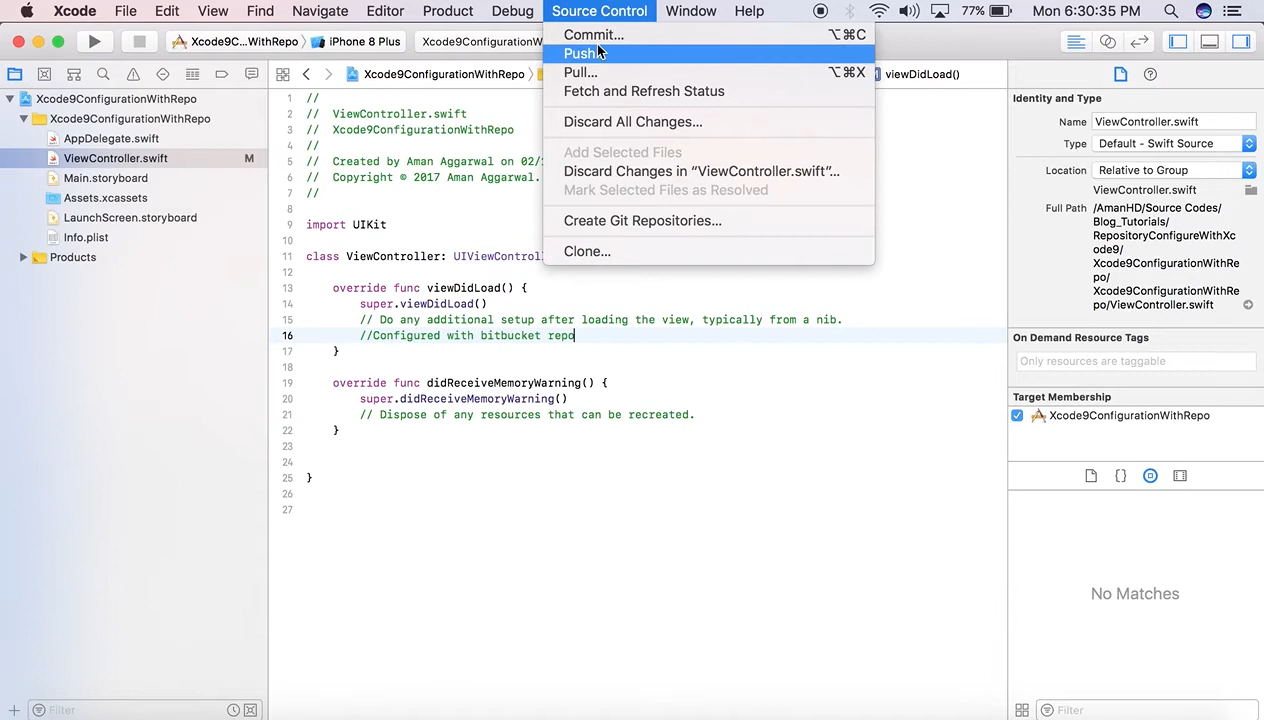 Xcode File Edit View Find Navigate Editor Product Debug Source Control Window Help 77% Mon 6:30:35 PM
Xcode9C...WithRepo iPhone 8 Plus Xcode9ConfigurationW
Xcode9ConfigurationWithRepo viewDidLoad()
Commit... ⌥⌘C
Push...
Pull... ⌥⌘X
Fetch and Refresh Status
Discard All Changes...
Add Selected Files
Discard Changes in “ViewController.swift”...
Mark Selected Files as Resolved
Create Git Repositories...
Clone...
Xcode9ConfigurationWithRepo
Xcode9ConfigurationWithRepo
AppDelegate.swift
ViewController.swift M
Main.storyboard
Assets.xcassets
LaunchScreen.storyboard
Info.plist
Products
Filter
1 //
2 // ViewController.swift
3 // Xcode9ConfigurationWithRepo
4 //
5 // Created by Aman Aggarwal on 02/
6 // Copyright © 2017 Aman Aggarwal.
7 //
8
9 import UIKit
10
11 class ViewController: UIViewControl
12
13 override func viewDidLoad() {
14 super.viewDidLoad()
15 // Do any additional setup after loading the view, typically from a nib.
16 //Configured with bitbucket repo
17 }
18
19 override func didReceiveMemoryWarning() {
20 super.didReceiveMemoryWarning()
21 // Dispose of any resources that can be recreated.
22 }
23
24
25 }
26
27
Identity and Type
Name ViewController.swift
Type Default - Swift Source
Location Relative to Group
ViewController.swift
Full Path /AmanHD/Source Codes/
Blog_Tutorials/
RepositoryConfigureWithXc
ode9/
Xcode9ConfigurationWithRe
po/
Xcode9ConfigurationWithRe
po/ViewController.swift
On Demand Resource Tags
Only resources are taggable
Target Membership
Xcode9ConfigurationWithRepo
{}
No Matches
Filter